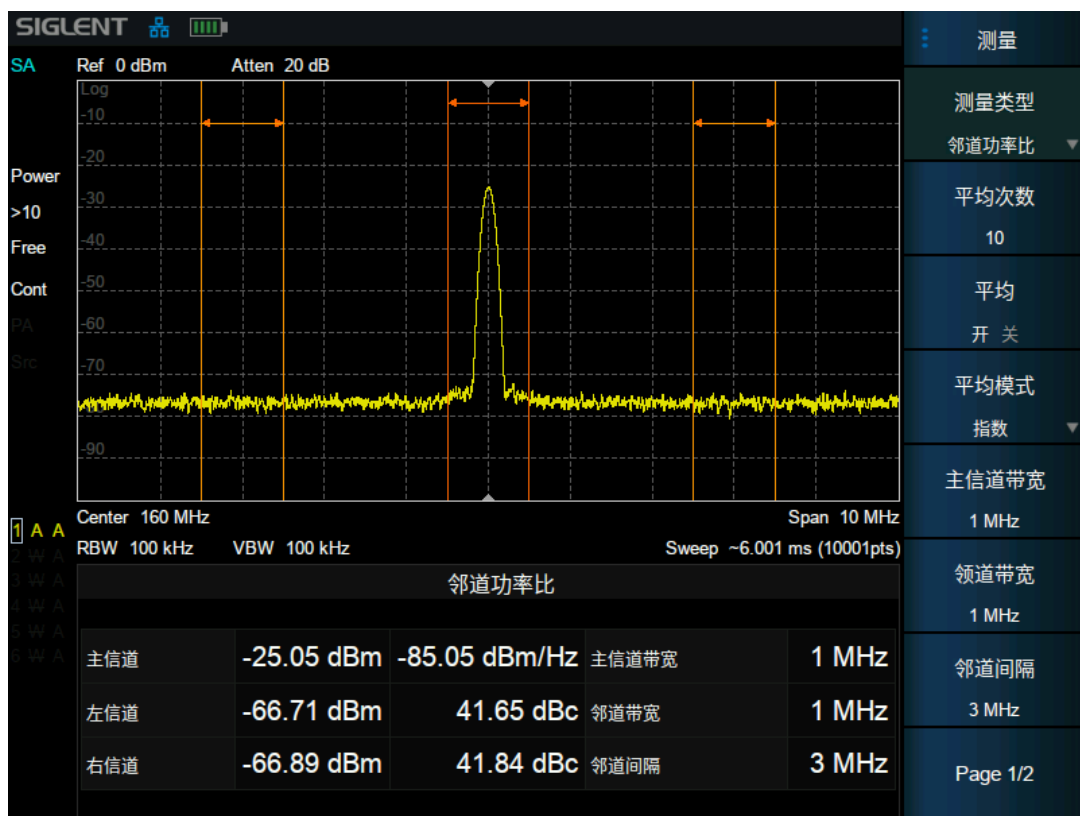 SIGLENT
测量
SA Ref 0 dBm Atten 20 dB
Log
-10
-20
-30
-40
-50
-60
-70
-90
Power
>10
Free
Cont
PA
Src
测量类型
邻道功率比
平均次数
10
平均
开 关
平均模式
指数
主信道带宽
1 MHz
领道带宽
1 MHz
邻道间隔
3 MHz
Page 1/2
Center 160 MHz Span 10 MHz
RBW 100 kHz VBW 100 kHz Sweep ~6.001 ms (10001pts)
1 A A
2 W A
3 W A
4 W A
5 W A
6 W A
邻道功率比
主信道 -25.05 dBm -85.05 dBm/Hz 主信道带宽 1 MHz
左信道 -66.71 dBm 41.65 dBc 邻道带宽 1 MHz
右信道 -66.89 dBm 41.84 dBc 邻道间隔 3 MHz